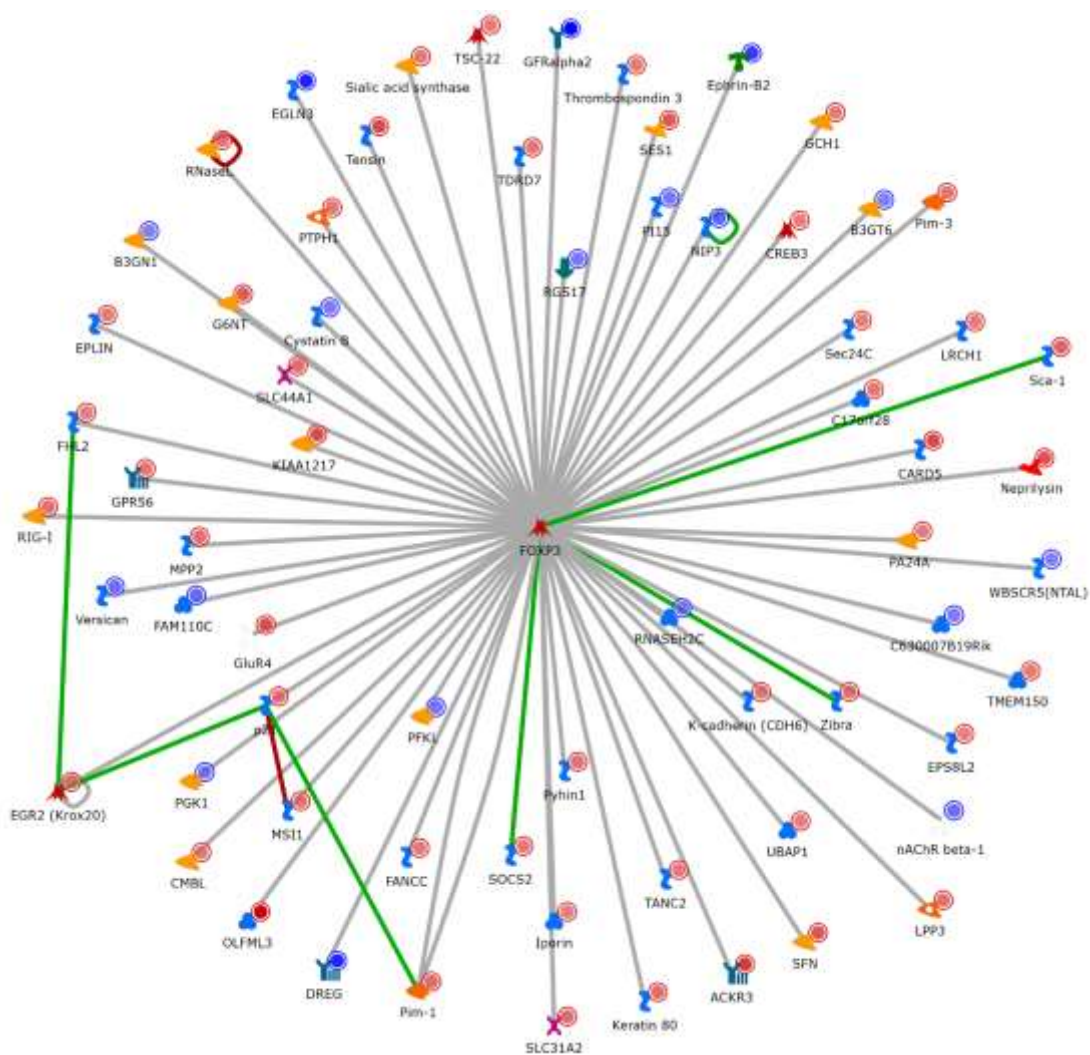 TSC-22
GFRalpha2
Sialic acid synthase
Ephrin-B2
Thrombospondin 3
EGLN3
Tensin
SES1
GCH1
RNaseL
TDRD7
PTPH1
PI15
B3GT6
Pim-3
NIP3
CREB3
B3GN1
RGS17
G6NT
Cystatin B
EPLIN
Sec24C
LRCH1
Sca-1
SLC44A1
C17orf28
FHL2
KIAA1217
CARD5
GPR56
Neprilysin
RIG-I
FOXP3
MPP2
PA24A
WBSCR5(NTAL)
Versican
FAM110C
RNASEH2C
C630007B19Rik
GluR4
TMEM150
K-cadherin (CDH6)
Zibra
PFKL
EPS8L2
PGK1
Pyhin1
EGR2 (Krox20)
MSI1
UBAP1
nAChR beta-1
CMBL
FANCC
SOCS2
TANC2
LPP3
OLFML3
Iporin
SFN
DREG
ACKR3
Pim-1
Keratin 80
SLC31A2